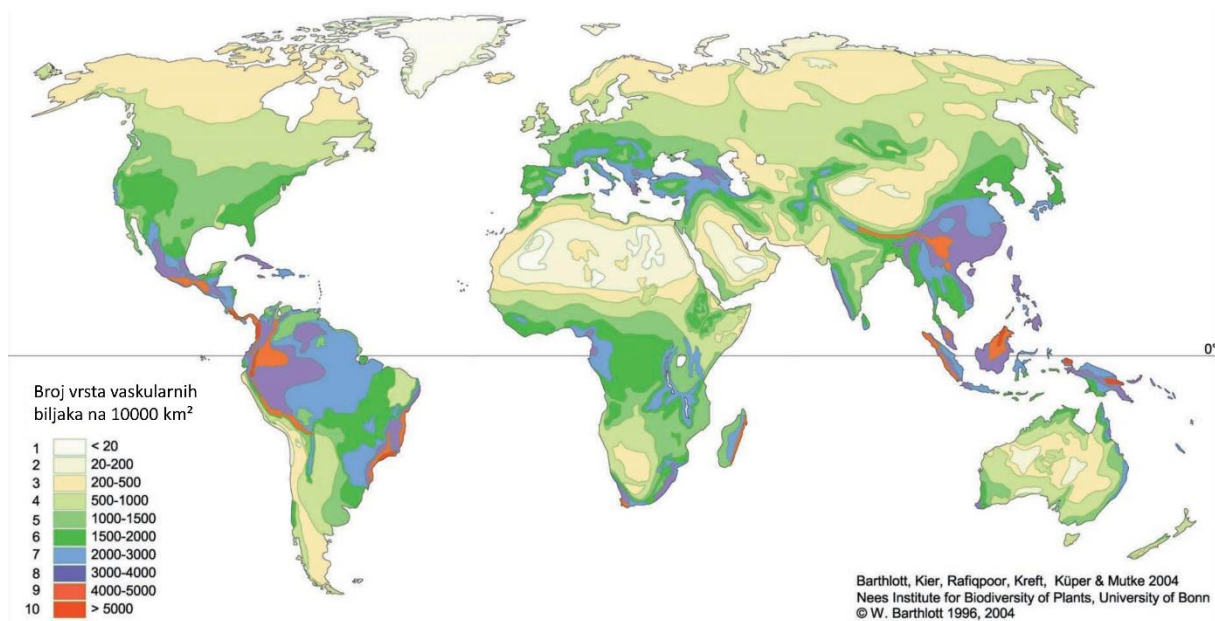 0°
Broj vrsta vaskularnih
biljaka na 10000 km²
1 < 20
2 20-200
3 200-500
4 500-1000
5 1000-1500
6 1500-2000
7 2000-3000
8 3000-4000
9 4000-5000
10 > 5000
Barthlott, Kier, Rafiqpoor, Kreft, Küper & Mutke 2004
Nees Institute for Biodiversity of Plants, University of Bonn
© W. Barthlott 1996, 2004